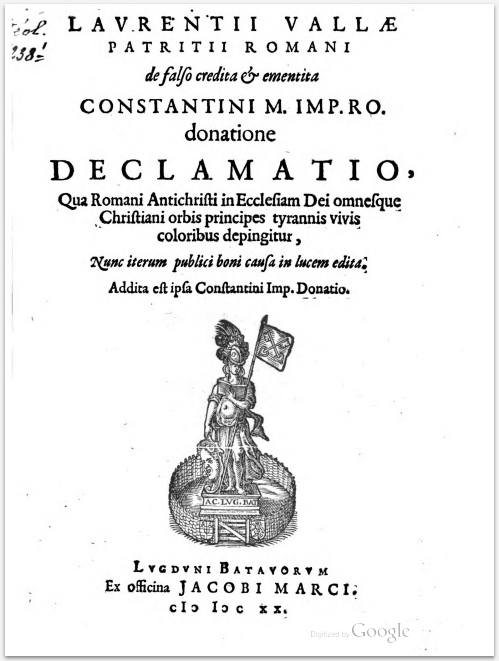 Téol.
238!
LAVRENTII VALLÆ
PATRITII ROMANI
de falſo credita & ementita
CONSTANTINI M. IMP. RO.
donatione
DECLAMATIO,
Qua Romani Antichriſti in Eccleſiam Dei omneſque
Chriſtiani orbis principes tyrannis vivis
coloribus depingitur,
Nunc iterum publici boni cauſa in lucem edita.
Addita eſt ipſa Conſtantini Imp. Donatio.
AC. LVG. BAT
LVGDVNI BATAVORVM
Ex officina JACOBI MARCI.
cIↃ IↃc xx.
Digitized by Google